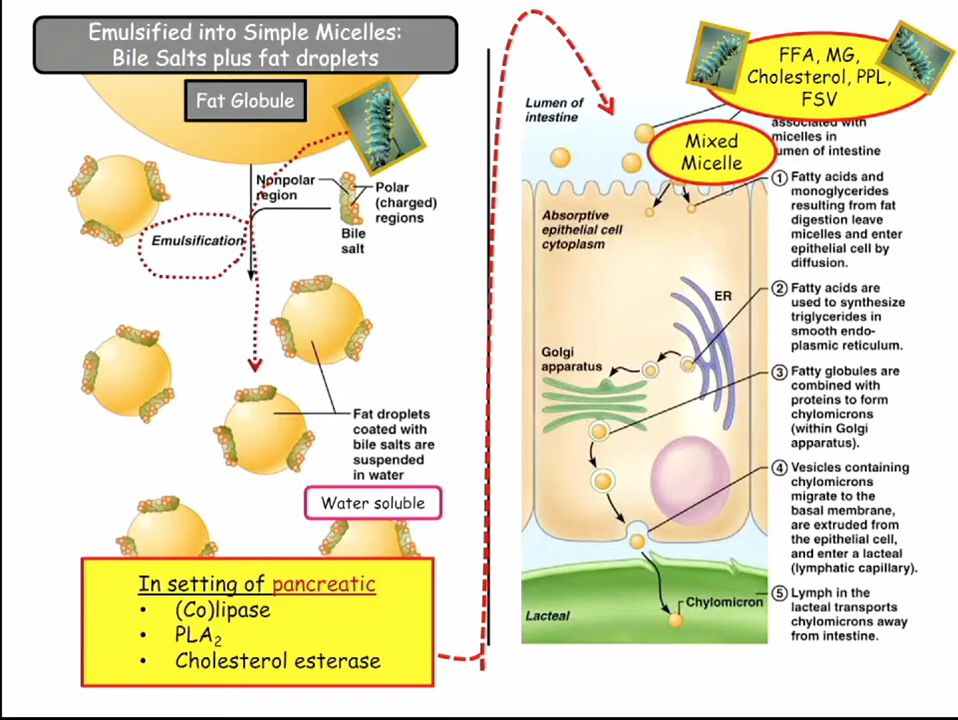 Emulsified into Simple Micelles:
Bile Salts plus fat droplets
Fat Globule
Nonpolar
region
Polar
(charged)
regions
Bile
salt
Emulsification
Fat droplets
coated with
bile salts are
suspended
in water
Water soluble
In setting of pancreatic
• (Co)lipase
• PLA2
• Cholesterol esterase
Lumen of
intestine
FFA, MG,
Cholesterol, PPL,
FSV
Mixed
Micelle
associated with
micelles in
lumen of intestine
Absorptive
epithelial cell
cytoplasm
① Fatty acids and
monoglycerides
resulting from fat
digestion leave
micelles and enter
epithelial cell by
diffusion.
ER
② Fatty acids are
used to synthesize
triglycerides in
smooth endo-
plasmic reticulum.
Golgi
apparatus
③ Fatty globules are
combined with
proteins to form
chylomicrons
(within Golgi
apparatus).
④ Vesicles containing
chylomicrons
migrate to the
basal membrane,
are extruded from
the epithelial cell,
and enter a lacteal
(lymphatic capillary).
Chylomicron
Lacteal
⑤ Lymph in the
lacteal transports
chylomicrons away
from intestine.